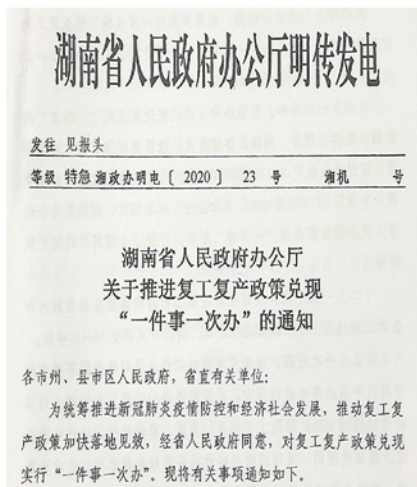 湖南省人民政府办公厅明传发电
发往 见报头
等级 特急 湘政办明电〔2020〕 23 号 湘机 号
湖南省人民政府办公厅
关于推进复工复产政策兑现
“一件事一次办”的通知
各市州、县市区人民政府，省直有关单位：
为统筹推进新冠肺炎疫情防控和经济社会发展，推动复工复
产政策加快落地见效，经省人民政府同意，对复工复产政策兑现
实行“一件事一次办”。现将有关事项通知如下。